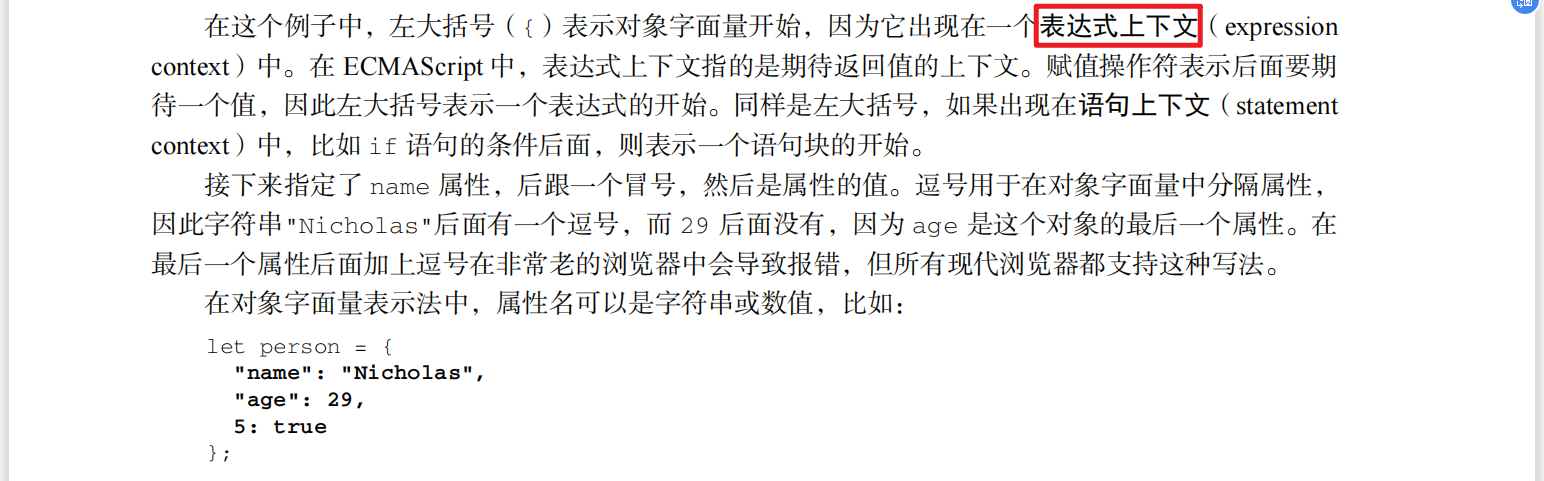 在这个例子中，左大括号（{）表示对象字面量开始，因为它出现在一个表达式上下文（expression
context）中。在 ECMAScript 中，表达式上下文指的是期待返回值的上下文。赋值操作符表示后面要期
待一个值，因此左大括号表示一个表达式的开始。同样是左大括号，如果出现在语句上下文（statement
context）中，比如 if 语句的条件后面，则表示一个语句块的开始。
接下来指定了 name 属性，后跟一个冒号，然后是属性的值。逗号用于在对象字面量中分隔属性，
因此字符串"Nicholas"后面有一个逗号，而 29 后面没有，因为 age 是这个对象的最后一个属性。在
最后一个属性后面加上逗号在非常老的浏览器中会导致报错，但所有现代浏览器都支持这种写法。
在对象字面量表示法中，属性名可以是字符串或数值，比如：
let person = {
"name": "Nicholas",
"age": 29,
5: true
};